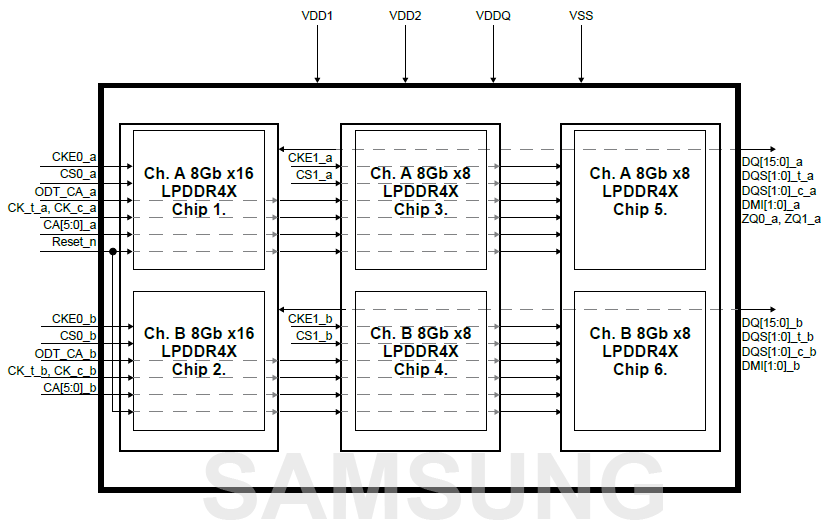 VDD1 VDD2 VDDQ VSS
CKE0_a
CS0_a
ODT_CA_a
CK_t_a, CK_c_a
CA[5:0]_a
Reset_n
Ch. A 8Gb x16
LPDDR4X
Chip 1.
CKE1_a
CS1_a
Ch. A 8Gb x8
LPDDR4X
Chip 3.
Ch. A 8Gb x8
LPDDR4X
Chip 5.
DQ[15:0]_a
DQS[1:0]_t_a
DQS[1:0]_c_a
DMI[1:0]_a
ZQ0_a, ZQ1_a
CKE0_b
CS0_b
ODT_CA_b
CK_t_b, CK_c_b
CA[5:0]_b
Ch. B 8Gb x16
LPDDR4X
Chip 2.
CKE1_b
CS1_b
Ch. B 8Gb x8
LPDDR4X
Chip 4.
Ch. B 8Gb x8
LPDDR4X
Chip 6.
DQ[15:0]_b
DQS[1:0]_t_b
DQS[1:0]_c_b
DMI[1:0]_b
SAMSUNG